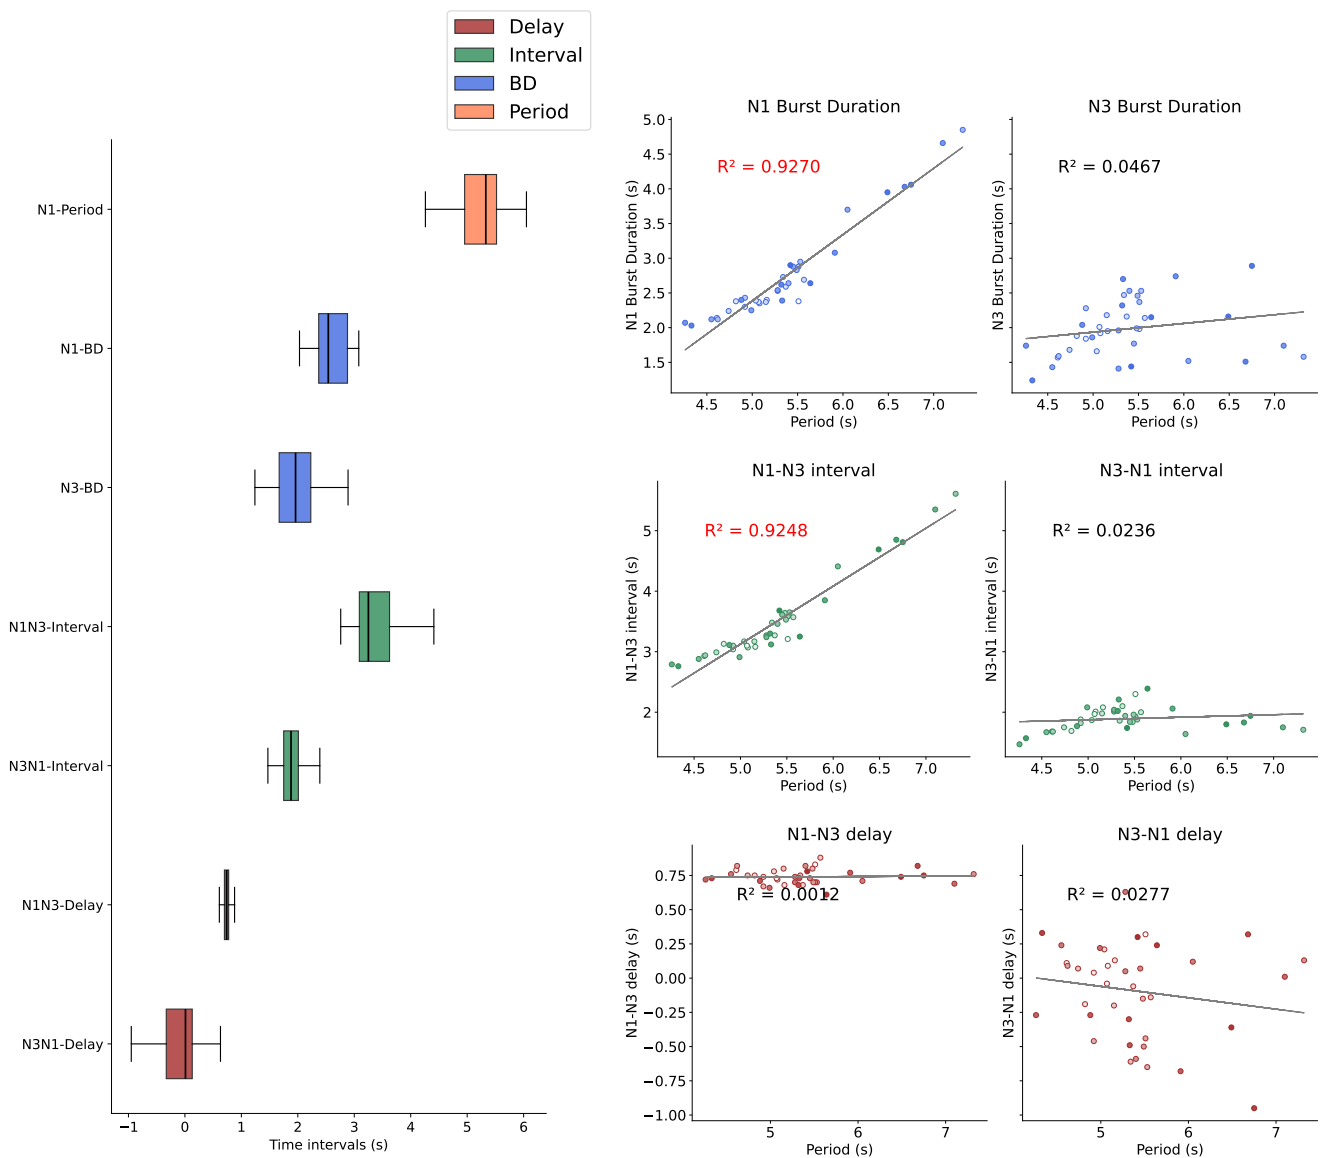 Delay
Interval
BD
Period
N1-Period
N1-BD
N3-BD
N1N3-Interval
N3N1-Interval
N1N3-Delay
N3N1-Delay
−1 0 1 2 3 4 5 6
Time intervals (s)
N1 Burst Duration
R² = 0.9270
N1 Burst Duration (s)
5.0
4.5
4.0
3.5
3.0
2.5
2.0
1.5
4.5 5.0 5.5 6.0 6.5 7.0
Period (s)
N3 Burst Duration
R² = 0.0467
N3 Burst Duration (s)
4.5 5.0 5.5 6.0 6.5 7.0
Period (s)
N1-N3 interval
R² = 0.9248
N1-N3 interval (s)
5
4
3
2
4.5 5.0 5.5 6.0 6.5 7.0
Period (s)
N3-N1 interval
R² = 0.0236
N3-N1 interval (s)
4.5 5.0 5.5 6.0 6.5 7.0
Period (s)
N1-N3 delay
R² = 0.0012
N1-N3 delay (s)
0.75
0.50
0.25
0.00
−0.25
−0.50
−0.75
−1.00
5 6 7
Period (s)
N3-N1 delay
R² = 0.0277
N3-N1 delay (s)
5 6 7
Period (s)